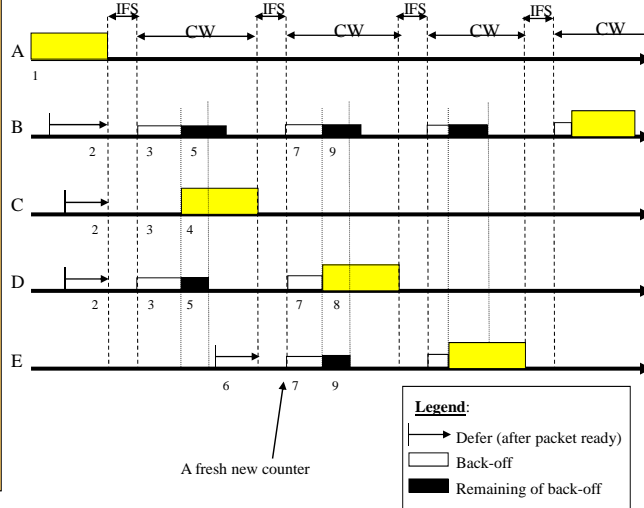 IFS IFS IFS IFS
CW CW CW CW
A
1
B
2 3 5 7 9
C
2 3 4
D
2 3 5 7 8
E
6 7 9
A fresh new counter
Legend:
Defer (after packet ready)
Back-off
Remaining of back-off